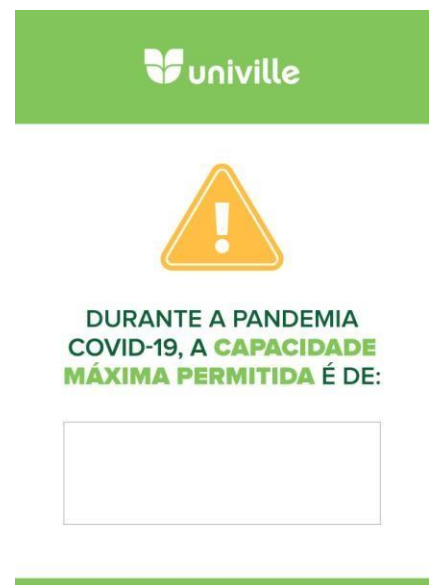 univille
!
DURANTE A PANDEMIA
COVID-19, A CAPACIDADE
MÁXIMA PERMITIDA É DE: